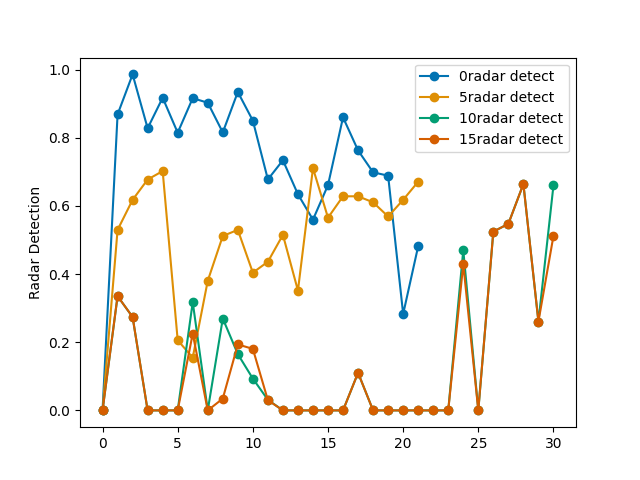 0radar detect
5radar detect
10radar detect
15radar detect
Radar Detection
1.0
0.8
0.6
0.4
0.2
0.0
0 5 10 15 20 25 30